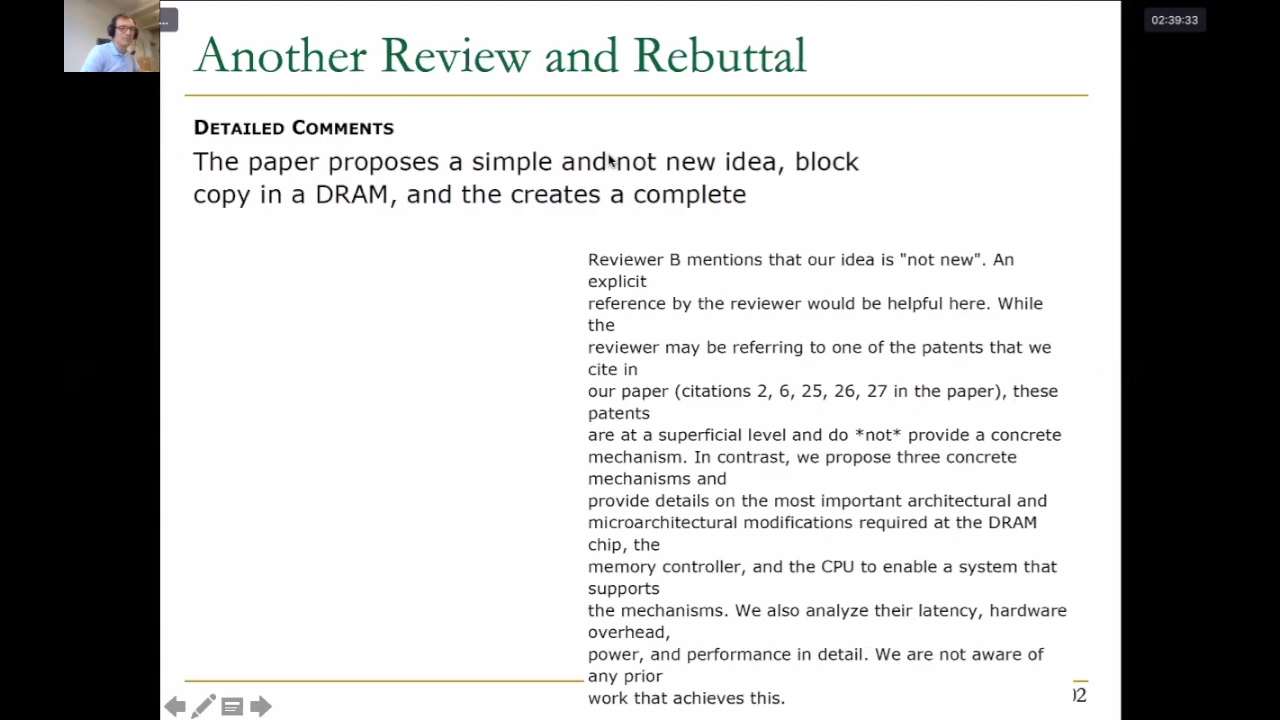 ...
02:39:33
Another Review and Rebuttal
DETAILED COMMENTS
The paper proposes a simple and not new idea, block
copy in a DRAM, and the creates a complete
Reviewer B mentions that our idea is "not new". An
explicit
reference by the reviewer would be helpful here. While
the
reviewer may be referring to one of the patents that we
cite in
our paper (citations 2, 6, 25, 26, 27 in the paper), these
patents
are at a superficial level and do *not* provide a concrete
mechanism. In contrast, we propose three concrete
mechanisms and
provide details on the most important architectural and
microarchitectural modifications required at the DRAM
chip, the
memory controller, and the CPU to enable a system that
supports
the mechanisms. We also analyze their latency, hardware
overhead,
power, and performance in detail. We are not aware of
any prior
work that achieves this.